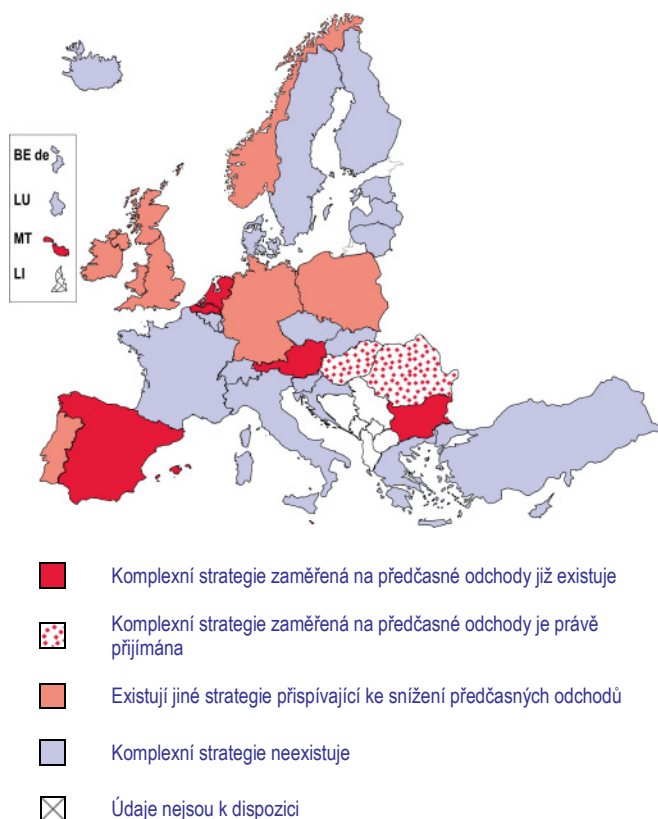 BE de
LU
MT
LI
Komplexní strategie zaměřená na předčasné odchody již existuje
Komplexní strategie zaměřená na předčasné odchody je právě
přijímána
Existují jiné strategie přispívající ke snížení předčasných odchodů
Komplexní strategie neexistuje
Údaje nejsou k dispozici